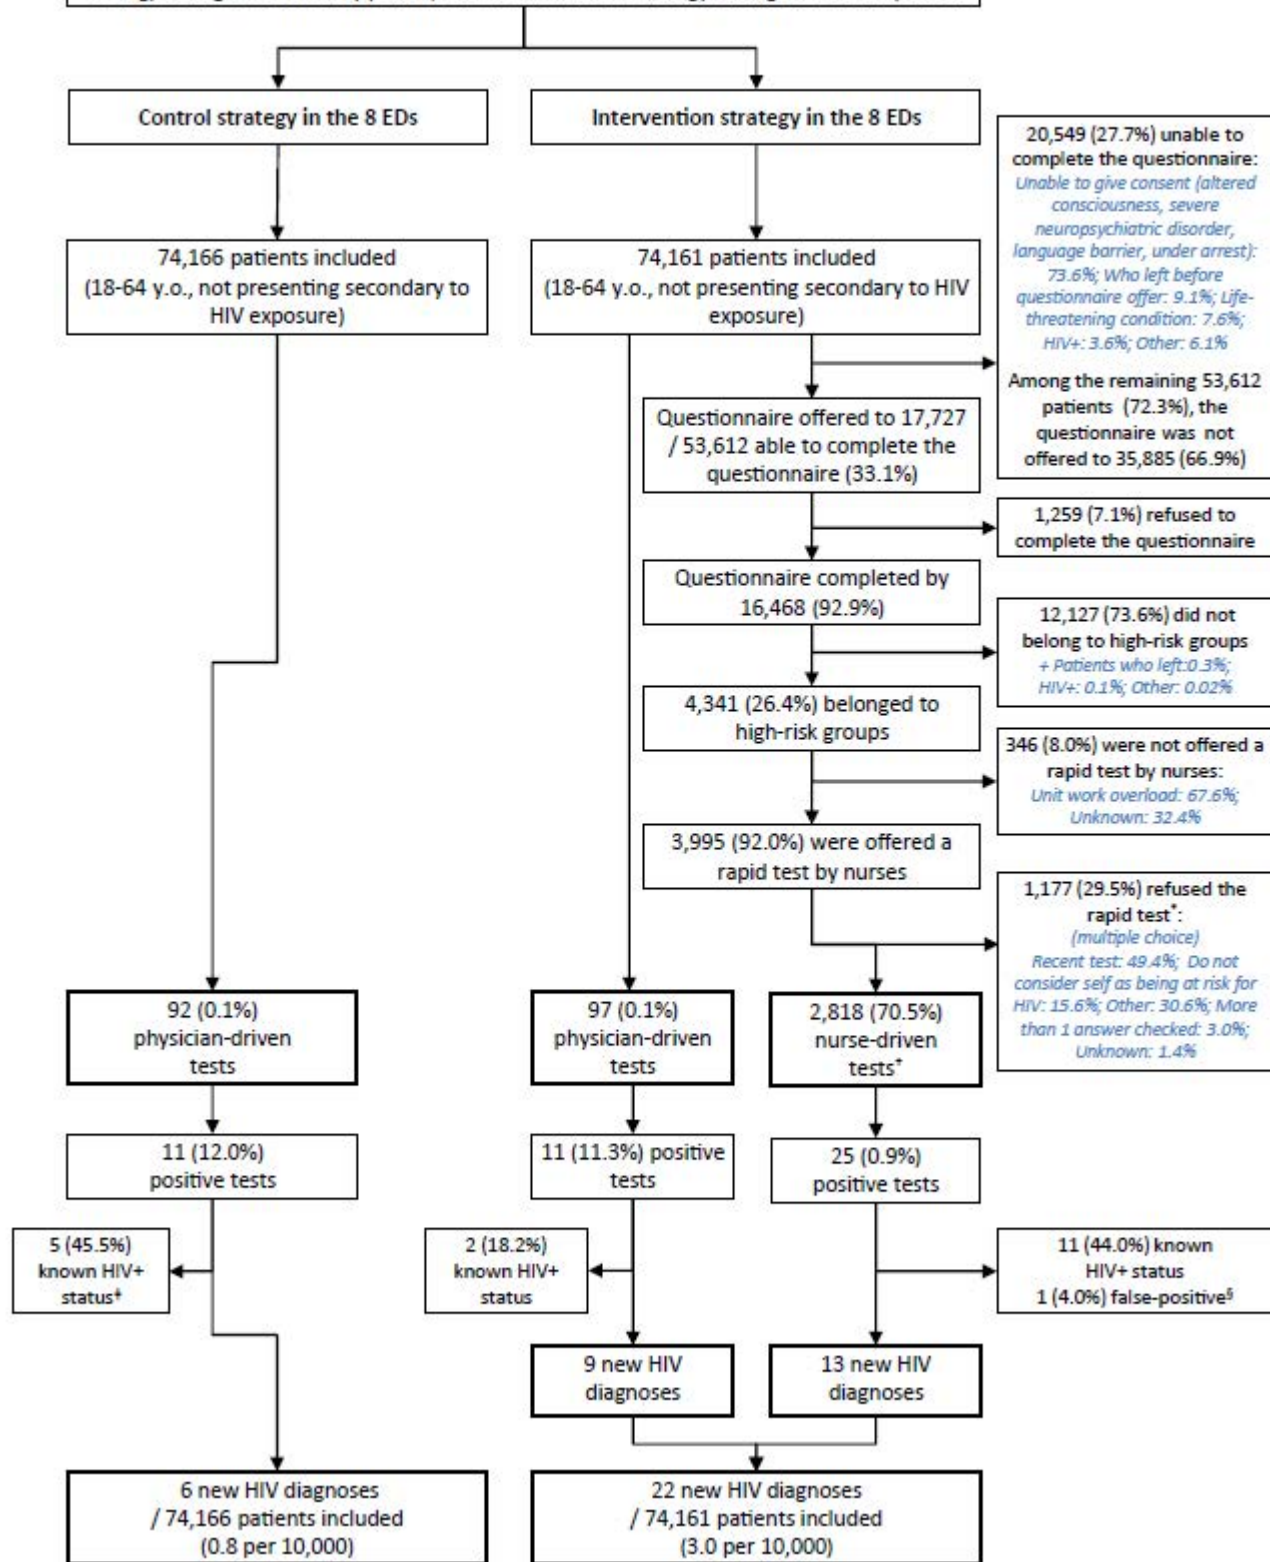 Control strategy in the 8 EDs
Intervention strategy in the 8 EDs
20,549 (27.7%) unable to
complete the questionnaire:
Unable to give consent (altered
consciousness, severe
neuropsychiatric disorder,
language barrier, under arrest):
73.6%; Who left before
questionnaire offer: 9.1%; Life-
threatening condition: 7.6%;
HIV+: 3.6%; Other: 6.1%
Among the remaining 53,612
patients (72.3%), the
questionnaire was not
offered to 35,885 (66.9%)
74,166 patients included
(18-64 y.o., not presenting secondary to
HIV exposure)
74,161 patients included
(18-64 y.o., not presenting secondary to HIV
exposure)
Questionnaire offered to 17,727
/ 53,612 able to complete the
questionnaire (33.1%)
1,259 (7.1%) refused to
complete the questionnaire
Questionnaire completed by
16,468 (92.9%)
12,127 (73.6%) did not
belong to high-risk groups
+ Patients who left:0.3%;
HIV+: 0.1%; Other: 0.02%
4,341 (26.4%) belonged to
high-risk groups
346 (8.0%) were not offered a
rapid test by nurses:
Unit work overload: 67.6%;
Unknown: 32.4%
3,995 (92.0%) were offered a
rapid test by nurses
1,177 (29.5%) refused the
rapid test*:
(multiple choice)
Recent test: 49.4%; Do not
consider self as being at risk for
HIV: 15.6%; Other: 30.6%; More
than 1 answer checked: 3.0%;
Unknown: 1.4%
92 (0.1%)
physician-driven
tests
97 (0.1%)
physician-driven
tests
2,818 (70.5%)
nurse-driven
tests†
11 (12.0%)
positive tests
11 (11.3%) positive
tests
25 (0.9%)
positive tests
5 (45.5%)
known HIV+
status‡
2 (18.2%)
known HIV+
status
11 (44.0%) known
HIV+ status
1 (4.0%) false-positive§
9 new HIV
diagnoses
13 new HIV
diagnoses
6 new HIV diagnoses
/ 74,166 patients included
(0.8 per 10,000)
22 new HIV diagnoses
/ 74,161 patients included
(3.0 per 10,000)